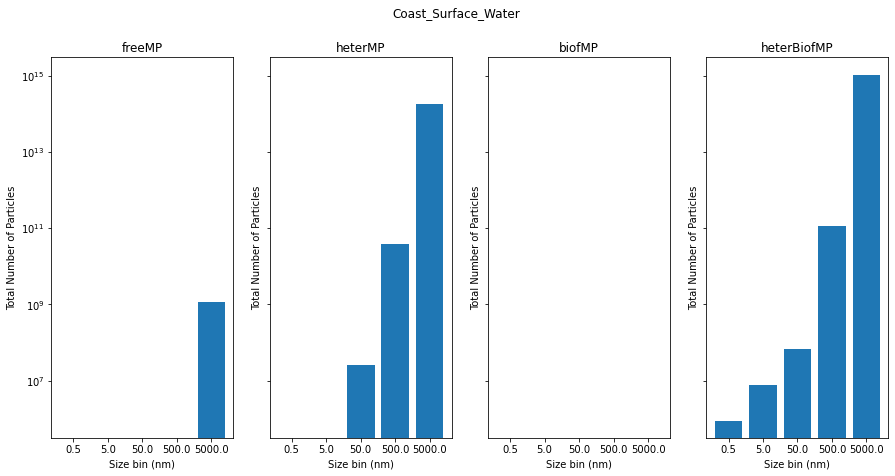 Coast_Surface_Water
freeMP
heterMP
biofMP
heterBiofMP
Total Number of Particles
10^15
10^13
10^11
10^9
10^7
0.5 5.0 50.0 500.0 5000.0
Size bin (nm)
Total Number of Particles
0.5 5.0 50.0 500.0 5000.0
Size bin (nm)
Total Number of Particles
0.5 5.0 50.0 500.0 5000.0
Size bin (nm)
Total Number of Particles
0.5 5.0 50.0 500.0 5000.0
Size bin (nm)